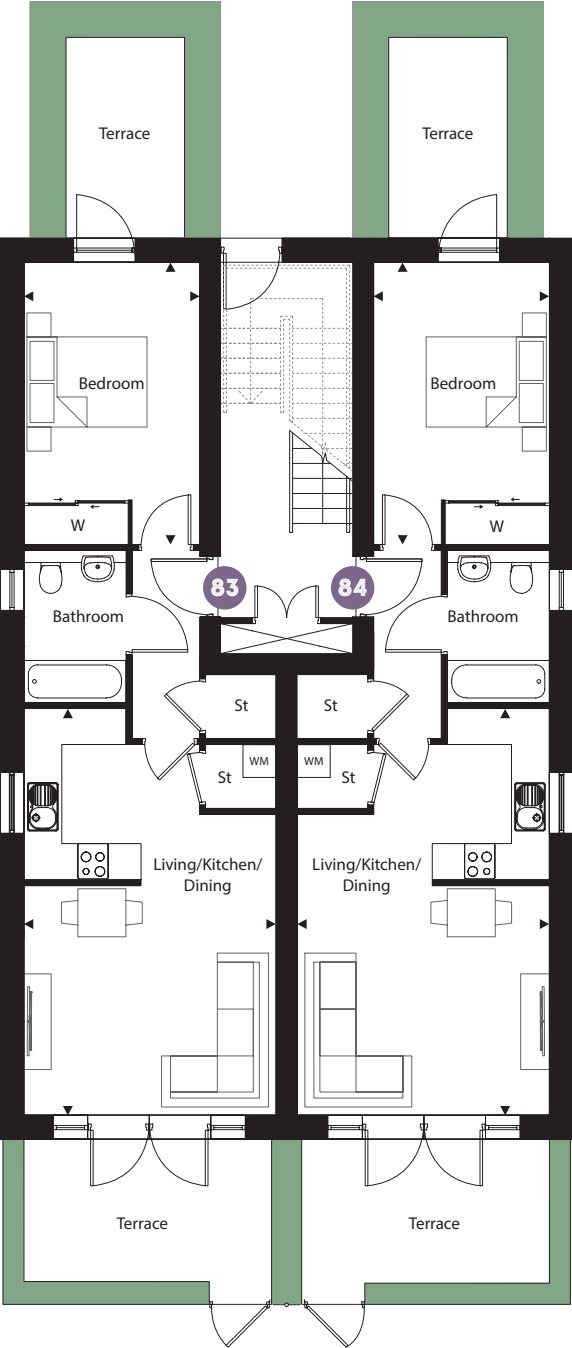 Terrace
Terrace
Bedroom
Bedroom
W
W
83
84
Bathroom
Bathroom
St
St
St
WM
WM
St
Living/Kitchen/
Dining
Living/Kitchen/
Dining
Terrace
Terrace